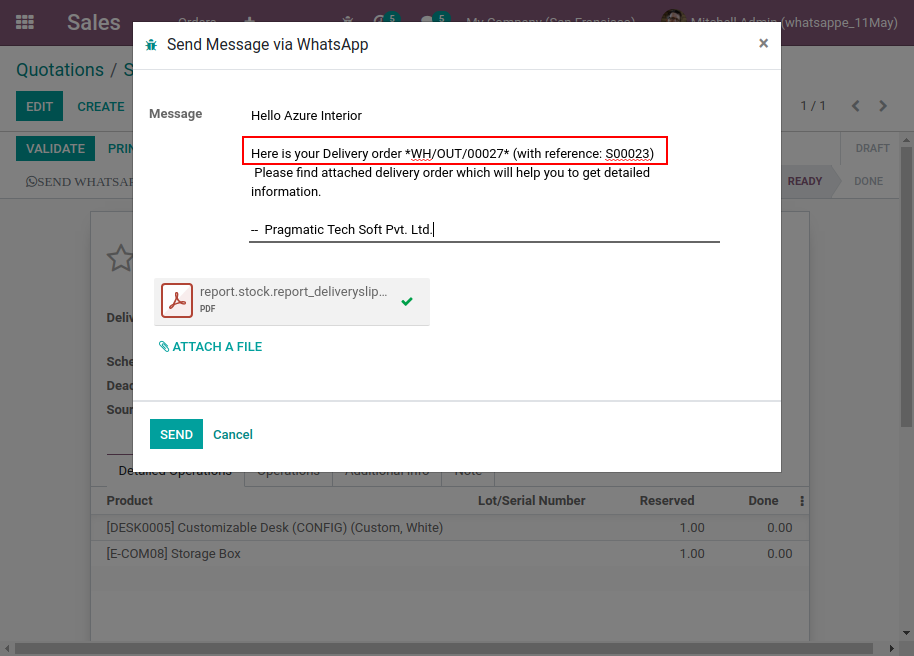 Sales
Orders
5
5
My Company (San Francisco)
Mitchell Admin (whatsappe_11May)
Quotations / S
EDIT
CREATE
1 / 1
VALIDATE
PRIN
DRAFT
SEND WHATSAP
READY
DONE
Send Message via WhatsApp
×
Message
Hello Azure Interior
Here is your Delivery order *WH/OUT/00027* (with reference: S00023)
Please find attached delivery order which will help you to get detailed
information.
-- Pragmatic Tech Soft Pvt. Ltd.
report.stock.report_deliveryslip...
PDF
ATTACH A FILE
SEND
Cancel
Deliv
Sche
Dead
Sour
Detailed Operations
Operations
Additional Info
Note
Product
Lot/Serial Number
Reserved
Done
[DESK0005] Customizable Desk (CONFIG) (Custom, White)
1.00
0.00
[E-COM08] Storage Box
1.00
0.00